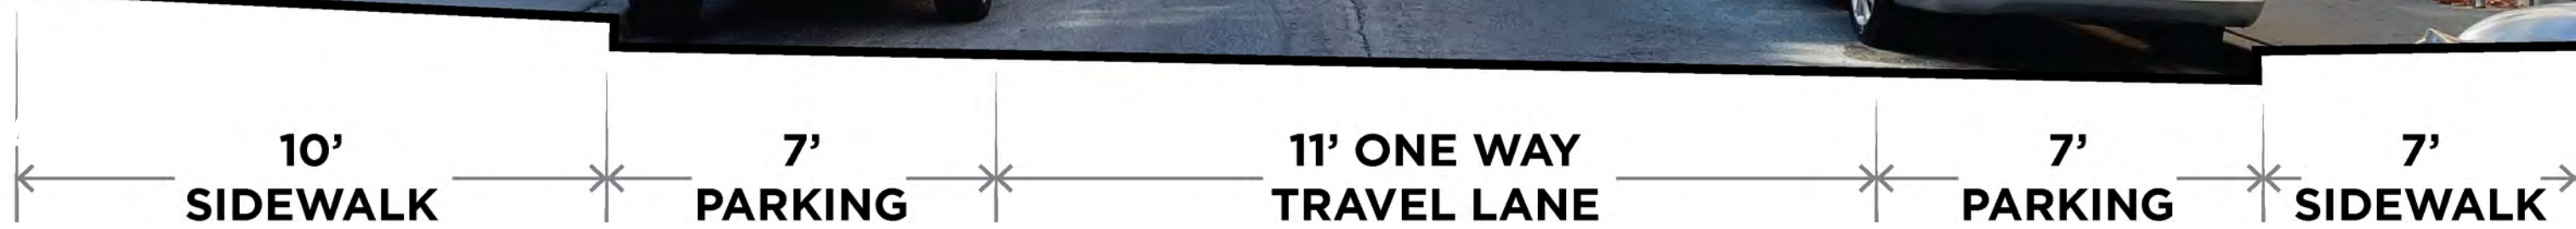 10’
SIDEWALK
7’
PARKING
11’ ONE WAY
TRAVEL LANE
7’
PARKING
7’
SIDEWALK